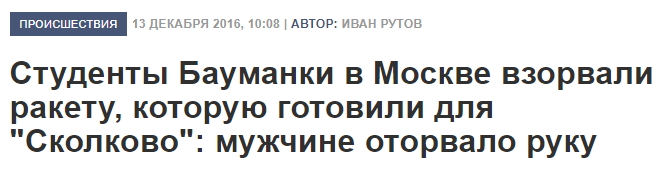 ПРОИСШЕСТВИЯ 13 ДЕКАБРЯ 2016, 10:08 | АВТОР: ИВАН РУТОВ
Студенты Бауманки в Москве взорвали
ракету, которую готовили для
"Сколково": мужчине оторвало руку